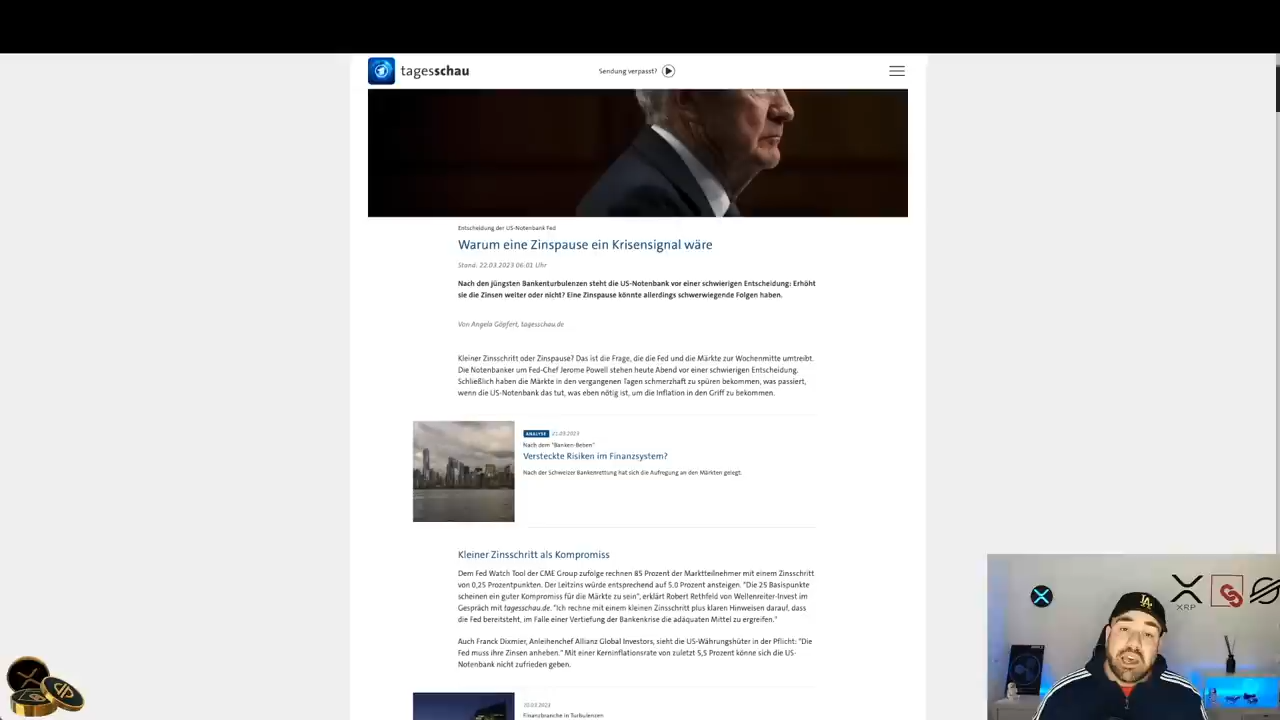 tagesschau
Sendung verpasst?
Entscheidung der US-Notenbank Fed
Warum eine Zinspause ein Krisensignal wäre
Stand: 22.03.2023 06:01 Uhr
Nach den jüngsten Bankenturbulenzen steht die US-Notenbank vor einer schwierigen Entscheidung: Erhöht
sie die Zinsen weiter oder nicht? Eine Zinspause könnte allerdings schwerwiegende Folgen haben.
Von Angela Göpfert, tagesschau.de
Kleiner Zinsschritt oder Zinspause? Das ist die Frage, die die Fed und die Märkte zur Wochenmitte umtreibt.
Die Notenbanker um Fed-Chef Jerome Powell stehen heute Abend vor einer schwierigen Entscheidung.
Schließlich haben die Märkte in den vergangenen Tagen schmerzhaft zu spüren bekommen, was passiert,
wenn die US-Notenbank das tut, was eben nötig ist, um die Inflation in den Griff zu bekommen.
ANALYSE 21.03.2023
Nach dem "Banken-Beben"
Versteckte Risiken im Finanzsystem?
Nach der Schweizer Bankenrettung hat sich die Aufregung an den Märkten gelegt.
Kleiner Zinsschritt als Kompromiss
Dem Fed Watch Tool der CME Group zufolge rechnen 85 Prozent der Marktteilnehmer mit einem Zinsschritt
von 0,25 Prozentpunkten. Der Leitzins würde entsprechend auf 5,0 Prozent ansteigen. "Die 25 Basispunkte
scheinen ein guter Kompromiss für die Märkte zu sein", erklärt Robert Rethfeld von Wellenreiter-Invest im
Gespräch mit tagesschau.de. "Ich rechne mit einem kleinen Zinsschritt plus klaren Hinweisen darauf, dass
die Fed bereitsteht, im Falle einer Vertiefung der Bankenkrise die adäquaten Mittel zu ergreifen."
Auch Franck Dixmier, Anleihenchef Allianz Global Investors, sieht die US-Währungshüter in der Pflicht: "Die
Fed muss ihre Zinsen anheben." Mit einer Kerninflationsrate von zuletzt 5,5 Prozent könne sich die US-
Notenbank nicht zufrieden geben.
10.03.2023
Finanzbranche in Turbulenzen